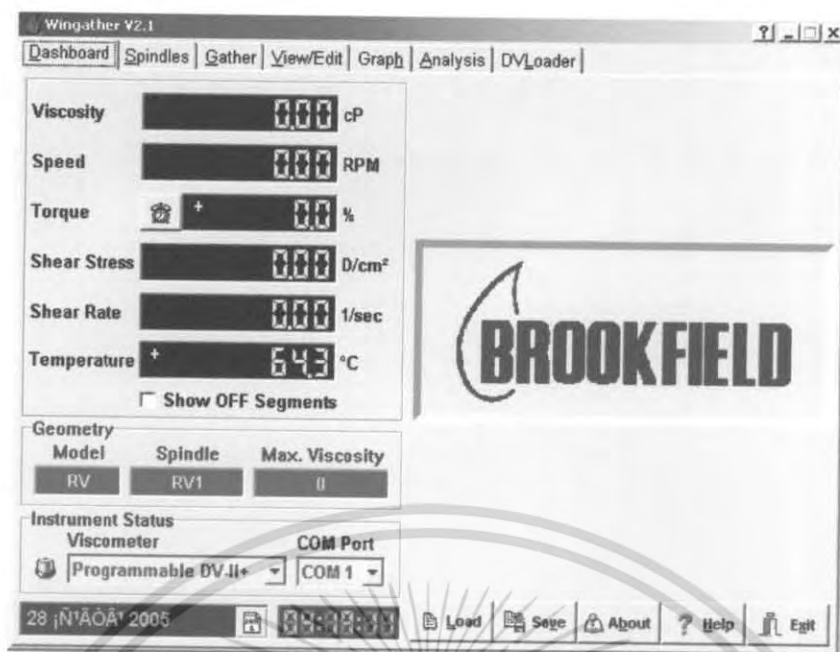 Wingather V2.1
Dashboard Spindles Gather View/Edit Graph Analysis DVLoader
Viscosity 0.00 cP
Speed 0.00 RPM
Torque + 0.0 %
Shear Stress 0.00 D/cm²
Shear Rate 0.00 1/sec
Temperature + 64.3 °C
Show OFF Segments
BROOKFIELD
Geometry
Model Spindle Max. Viscosity
RV RV1 0
Instrument Status
Viscometer COM Port
Programmable DV-II+ COM 1
28 ¡Ñ¹ÂÒÂ¹ 2005
Load Save About ? Help Exit